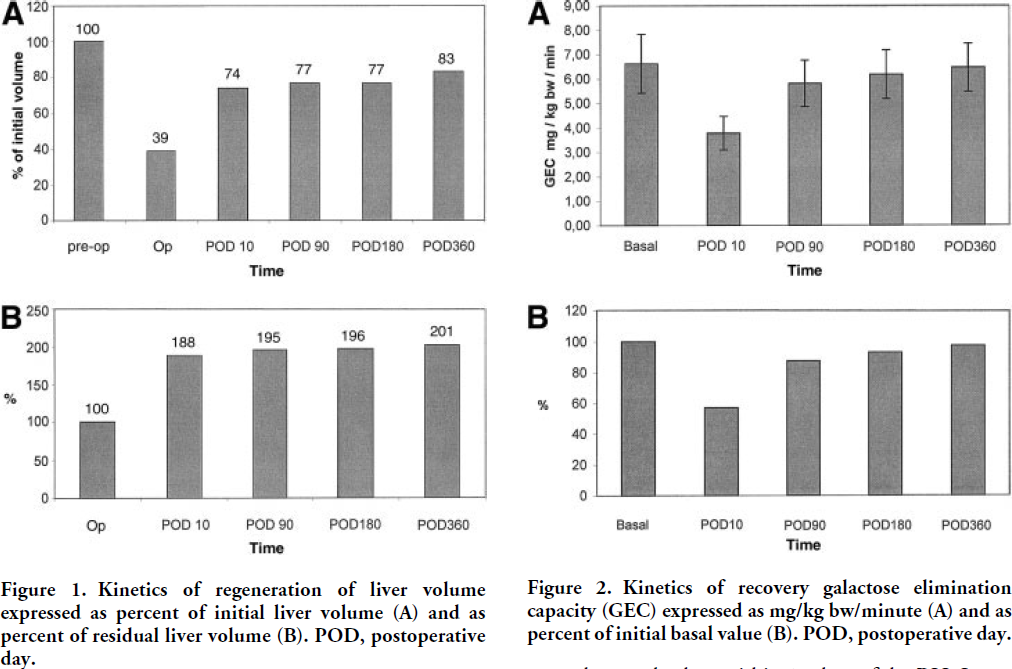 A
120
100
80
60
40
20
0
% of initial volume
100
39
74
77
77
83
pre-op Op POD 10 POD 90 POD180 POD360
Time
B
250
200
150
100
50
0
%
100
188
195
196
201
Op POD 10 POD 90 POD180 POD360
Time
Figure 1. Kinetics of regeneration of liver volume
expressed as percent of initial liver volume (A) and as
percent of residual liver volume (B). POD, postoperative
day.
A
9,00
8,00
7,00
6,00
5,00
4,00
3,00
2,00
1,00
0,00
GEC mg / kg bw / min
Basal POD 10 POD 90 POD180 POD360
Time
B
120
100
80
60
40
20
0
%
Basal POD10 POD90 POD180 POD360
Time
Figure 2. Kinetics of recovery galactose elimination
capacity (GEC) expressed as mg/kg bw/minute (A) and as
percent of initial basal value (B). POD, postoperative day.